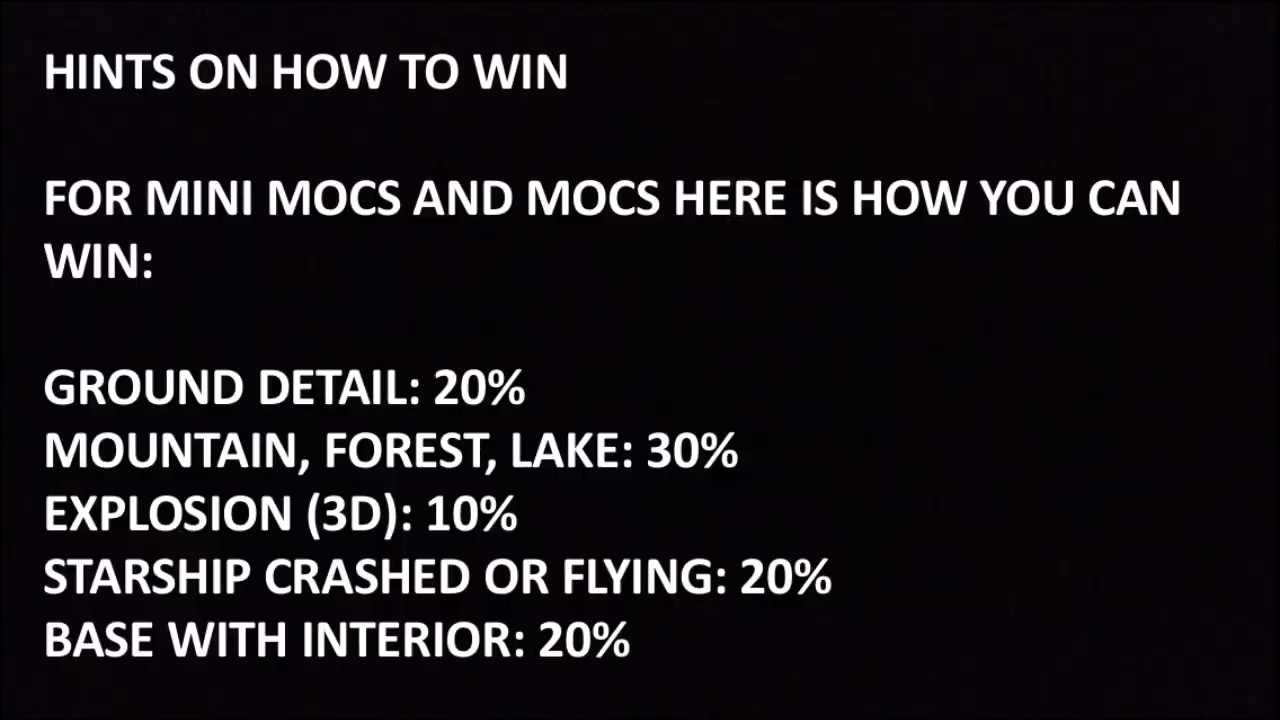 HINTS ON HOW TO WIN
FOR MINI MOCS AND MOCS HERE IS HOW YOU CAN
WIN:
GROUND DETAIL: 20%
MOUNTAIN, FOREST, LAKE: 30%
EXPLOSION (3D): 10%
STARSHIP CRASHED OR FLYING: 20%
BASE WITH INTERIOR: 20%